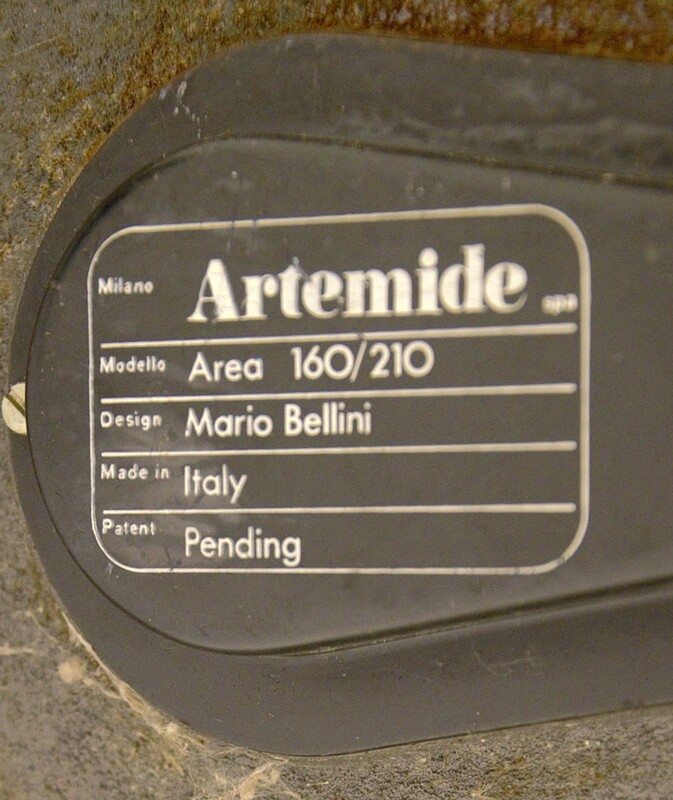 Milano Artemide spa
Modello Area 160/210
Design Mario Bellini
Made in Italy
Patent Pending